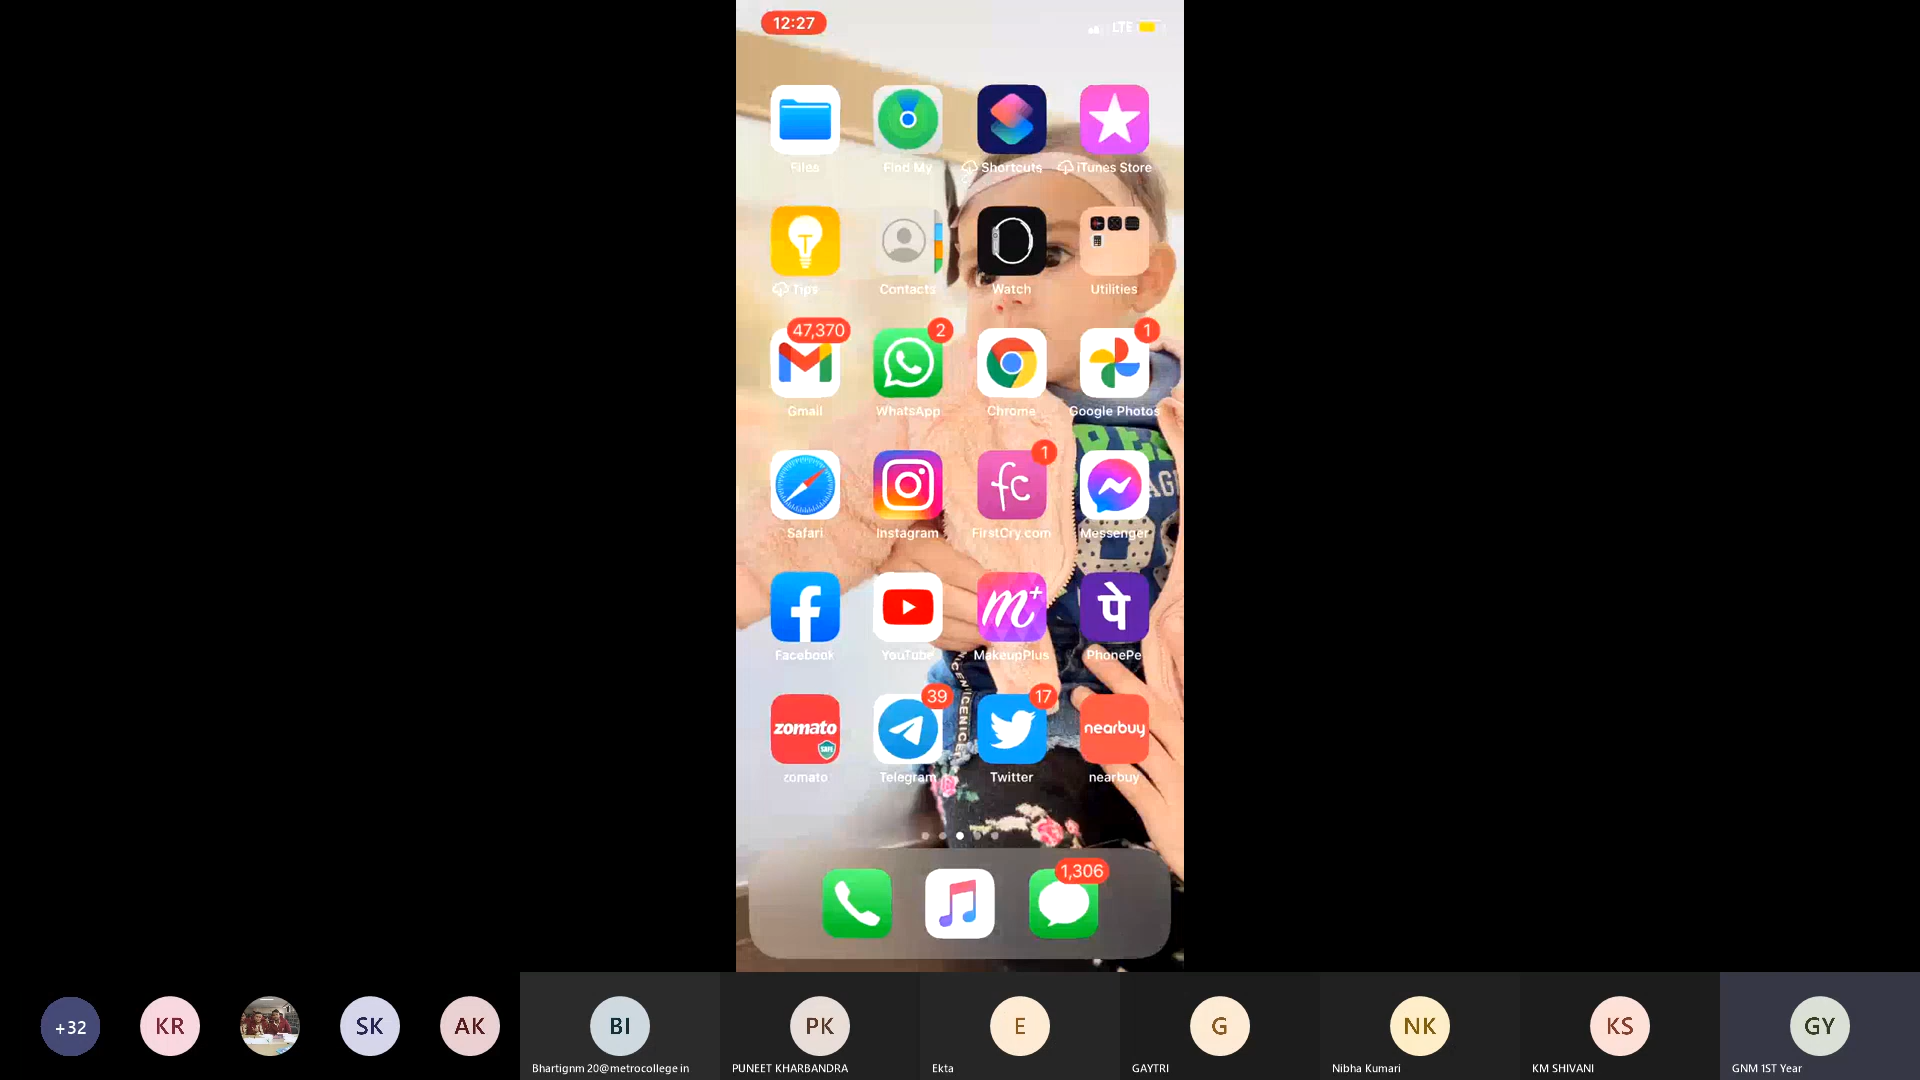 12:27 LTE
Files Find My Shortcuts iTunes Store
Tips Contacts Watch Utilities
47,370 2 1
Gmail WhatsApp Chrome Google Photos
1
fc
Safari Instagram FirstCry.com Messenger
m+ पे
Facebook YouTube MakeupPlus PhonePe
39 17
zomato SAFE nearbuy
zomato Telegram Twitter nearbuy
1,306
+32 KR SK AK BI PK E G NK KS GY
Bhartignm 20@metrocollege in PUNEET KHARBANDRA Ekta GAYTRI Nibha Kumari KM SHIVANI GNM 1ST Year